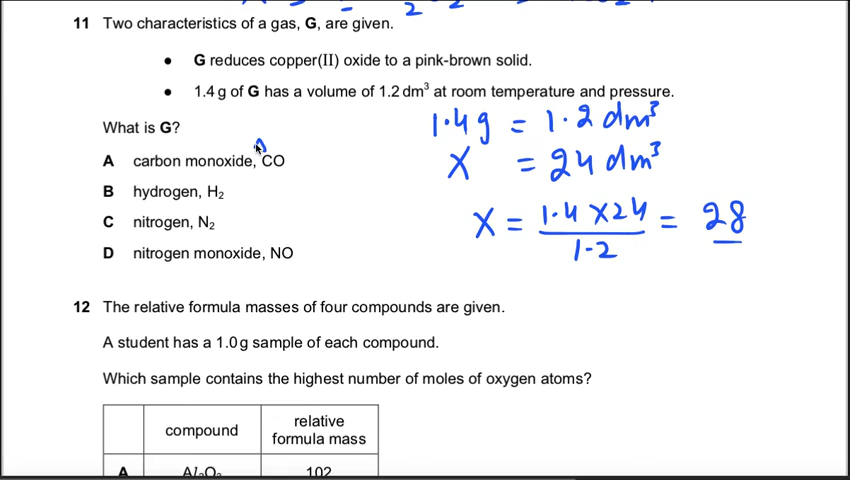 11 Two characteristics of a gas, G, are given.
• G reduces copper(II) oxide to a pink-brown solid.
• 1.4 g of G has a volume of 1.2 dm³ at room temperature and pressure.
What is G?
1.4 g = 1.2 dm³
A carbon monoxide, CO
X = 24 dm³
B hydrogen, H₂
C nitrogen, N₂
X = 1.4 X 24 / 1.2 = 28
D nitrogen monoxide, NO
12 The relative formula masses of four compounds are given.
A student has a 1.0 g sample of each compound.
Which sample contains the highest number of moles of oxygen atoms?
compound relative formula mass
A Al₂O₃ 102